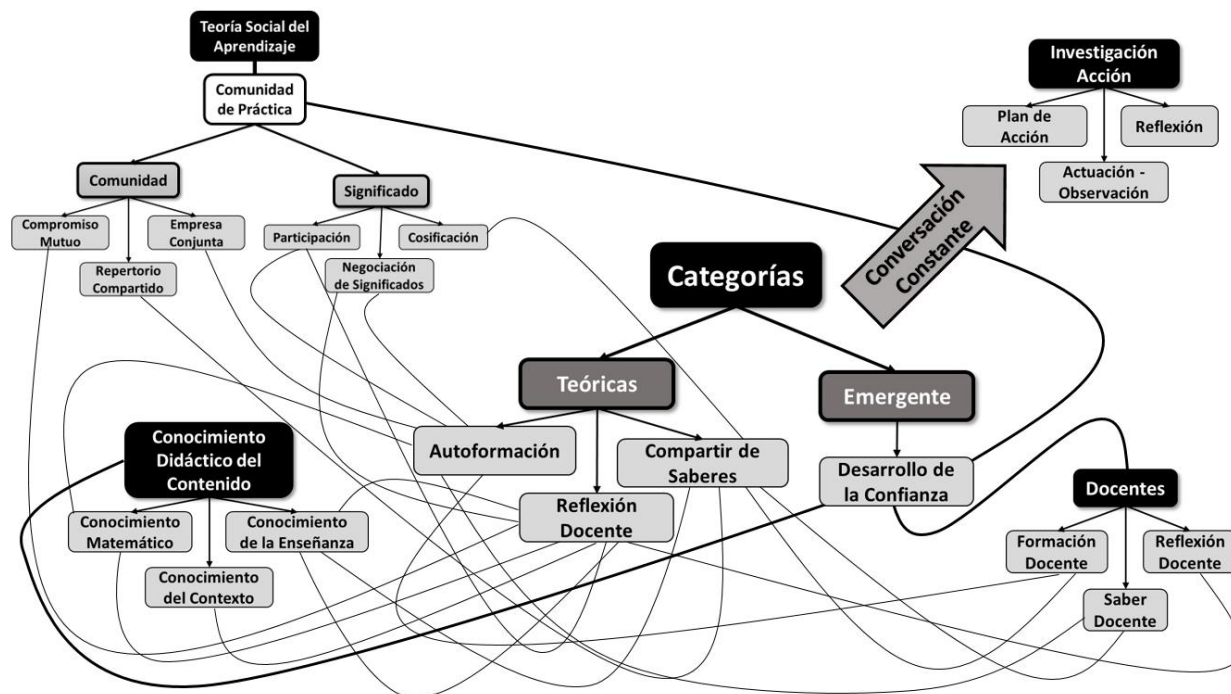 Teoría Social del
Aprendizaje
Comunidad
de Práctica
Comunidad
Significado
Compromiso
Mutuo
Empresa
Conjunta
Repertorio
Compartido
Participación
Cosificación
Negociación
de Significados
Investigación
Acción
Plan de
Acción
Reflexión
Actuación -
Observación
Conversación
Constante
Categorías
Teóricas
Emergente
Autoformación
Compartir de
Saberes
Reflexión
Docente
Desarrollo de
la Confianza
Conocimiento
Didáctico del
Contenido
Conocimiento
Matemático
Conocimiento
de la Enseñanza
Conocimiento
del Contexto
Docentes
Formación
Docente
Reflexión
Docente
Saber
Docente